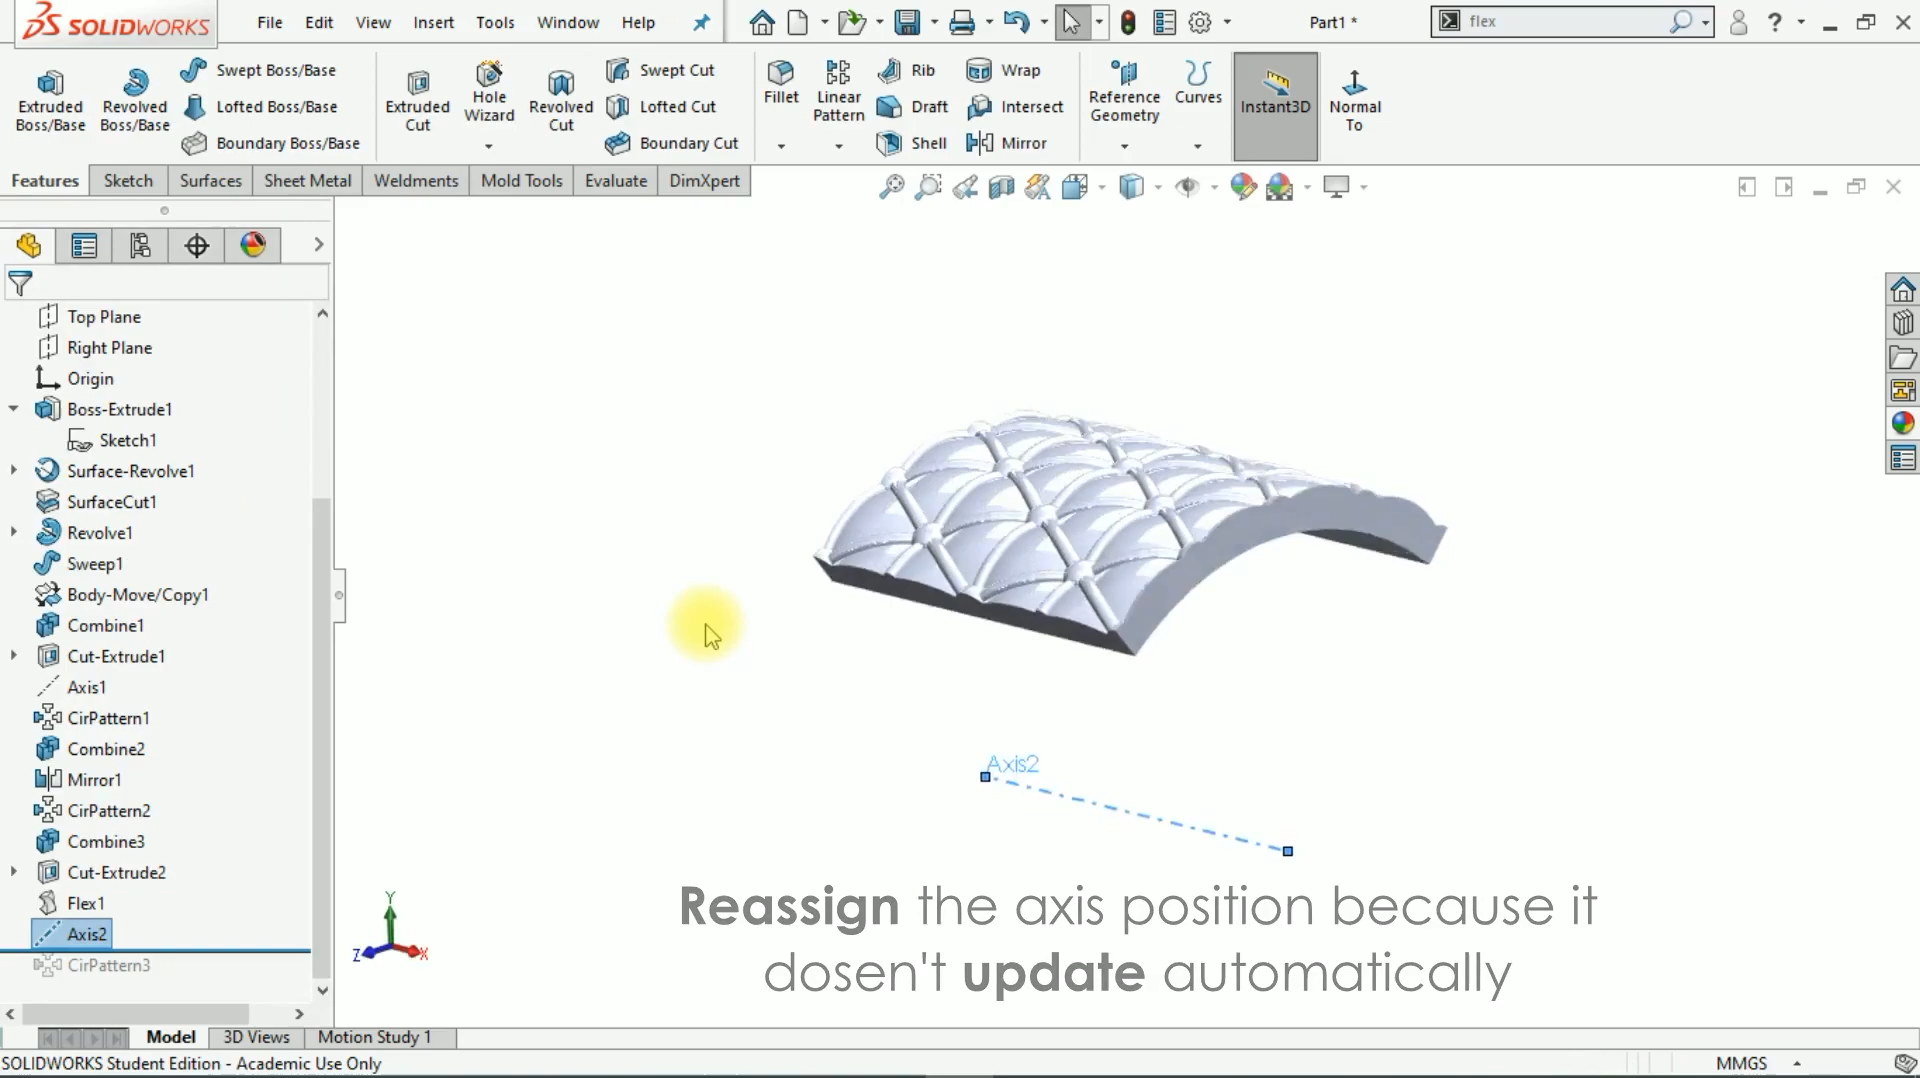 SOLIDWORKS File Edit View Insert Tools Window Help Part1 * flex ?
Extruded Boss/Base
Revolved Boss/Base
Swept Boss/Base
Lofted Boss/Base
Boundary Boss/Base
Extruded Cut
Hole Wizard
Revolved Cut
Swept Cut
Lofted Cut
Boundary Cut
Fillet
Linear Pattern
Rib
Draft
Shell
Wrap
Intersect
Mirror
Reference Geometry
Curves
Instant3D
Normal To
Features Sketch Surfaces Sheet Metal Weldments Mold Tools Evaluate DimXpert
Top Plane
Right Plane
Origin
Boss-Extrude1
Sketch1
Surface-Revolve1
SurfaceCut1
Revolve1
Sweep1
Body-Move/Copy1
Combine1
Cut-Extrude1
Axis1
CirPattern1
Combine2
Mirror1
CirPattern2
Combine3
Cut-Extrude2
Flex1
Axis2
CirPattern3
Axis2
Y
Z
X
Reassign the axis position because it
dosen't update automatically
Model 3D Views Motion Study 1
SOLIDWORKS Student Edition - Academic Use Only MMGS